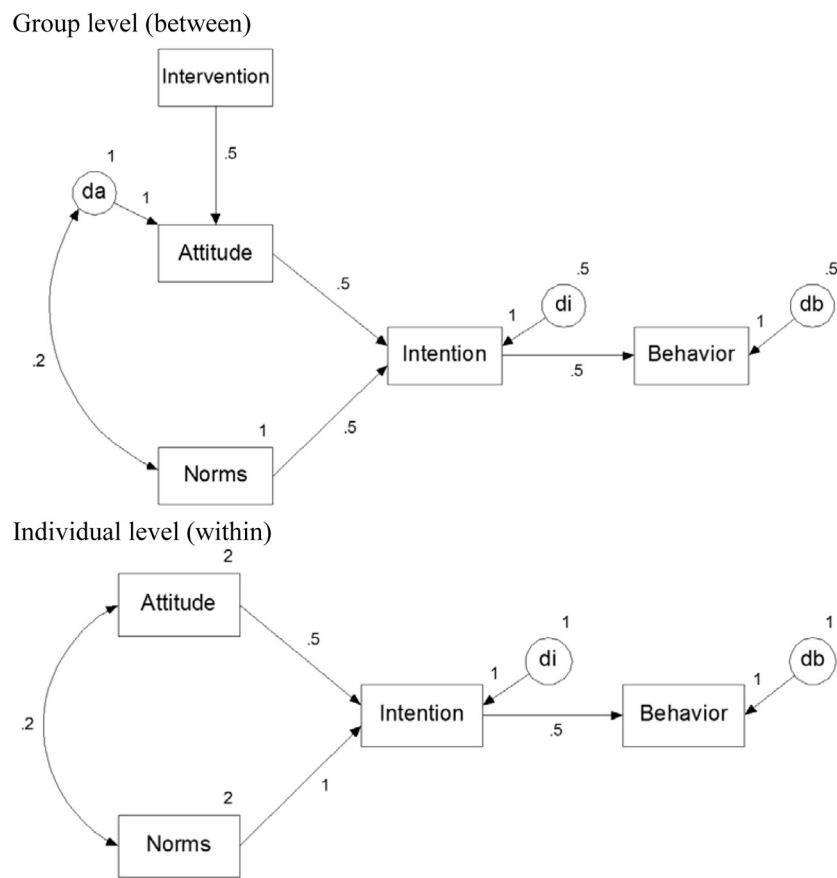 Group level (between)
Intervention
1
.5
da
1
Attitude
.5
.5
.5
1
di
1
db
Intention
Behavior
.5
.2
1
.5
Norms
Individual level (within)
2
Attitude
.5
1
1
1
di
1
db
Intention
Behavior
.2
.5
2
1
Norms